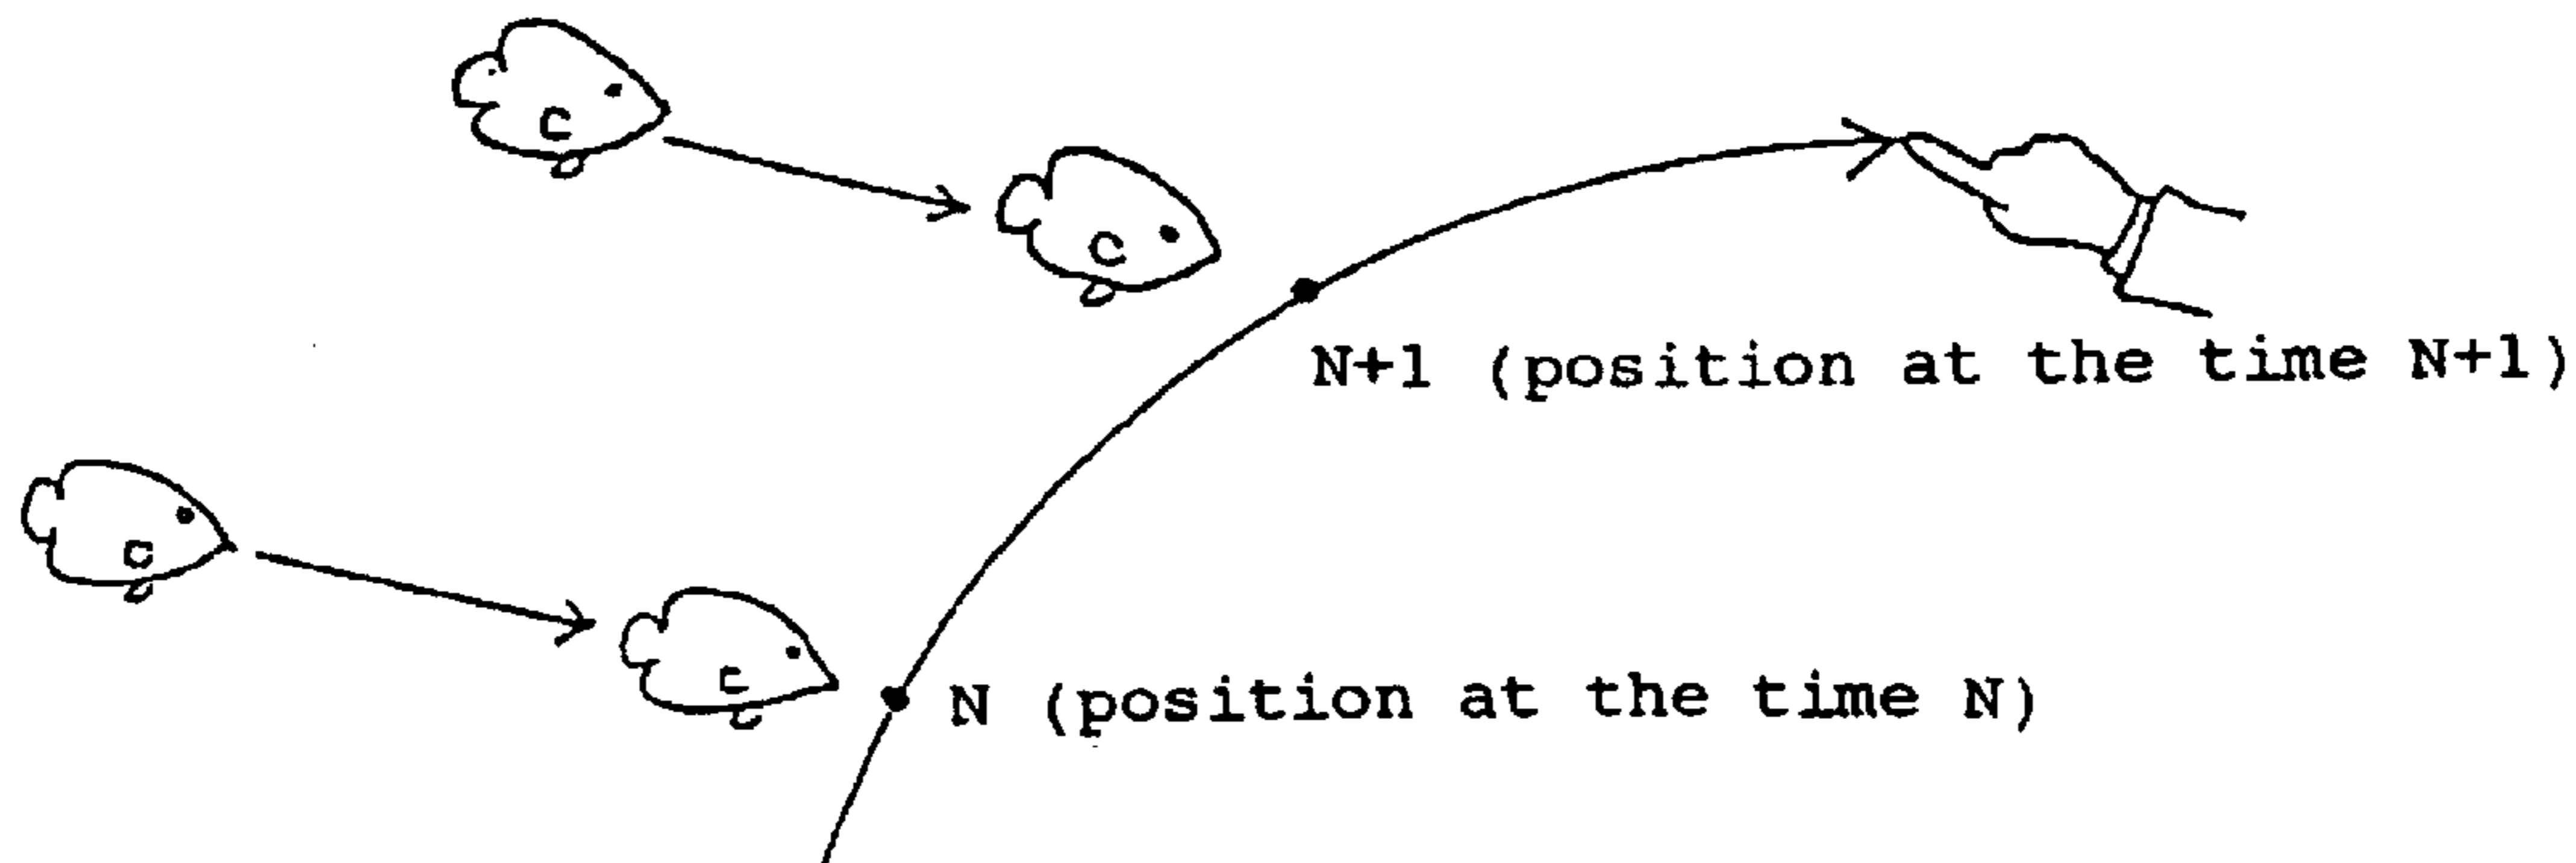 C
C
N+1 (position at the time N+1)
C
C
N (position at the time N)